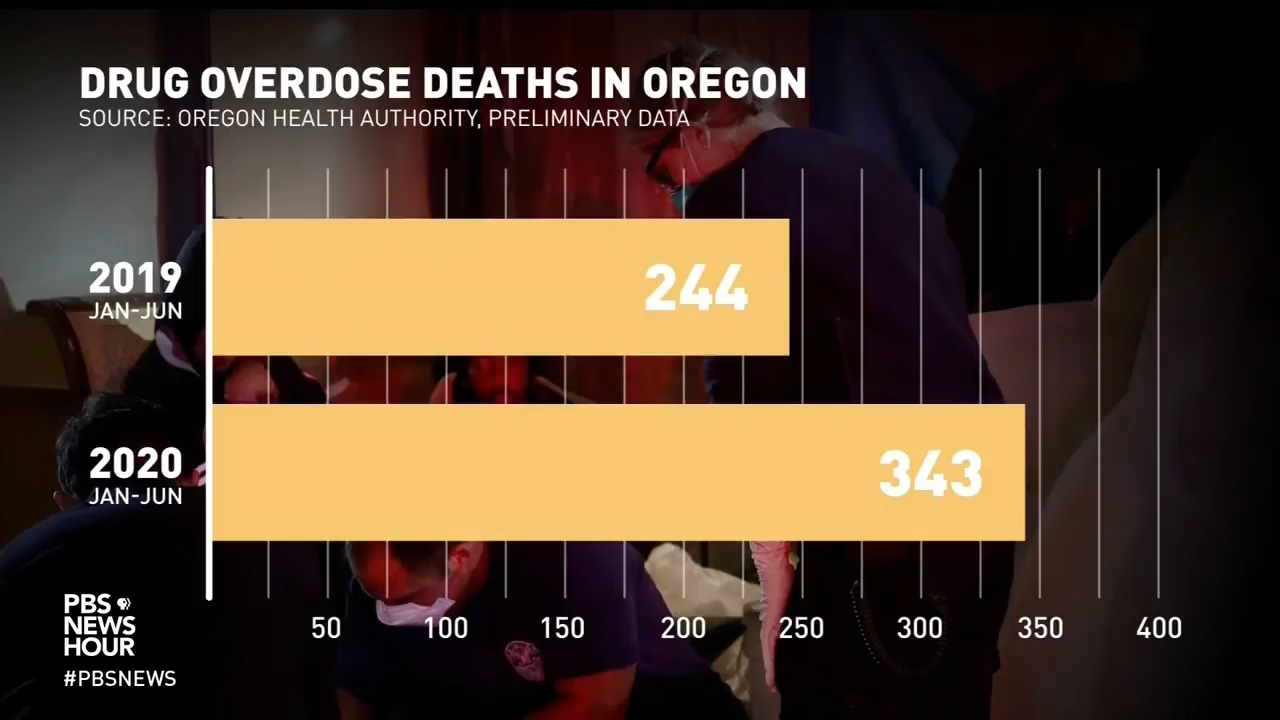 DRUG OVERDOSE DEATHS IN OREGON
SOURCE: OREGON HEALTH AUTHORITY, PRELIMINARY DATA
2019
JAN-JUN
244
2020
JAN-JUN
343
50 100 150 200 250 300 350 400
PBS
NEWS
HOUR
#PBSNEWS